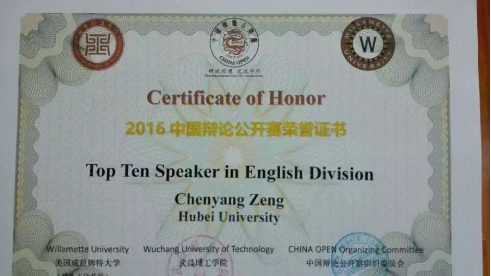 CHINA OPEN
W
Certificate of Honor
2016 中国辩论公开赛荣誉证书
Top Ten Speaker in English Division
Chenyang Zeng
Hubei University
Willamette University Wuchang University of Technology CHINA OPEN Organizing Committee
美国威拉姆特大学 武昌理工学院 中国辩论公开赛组织委员会